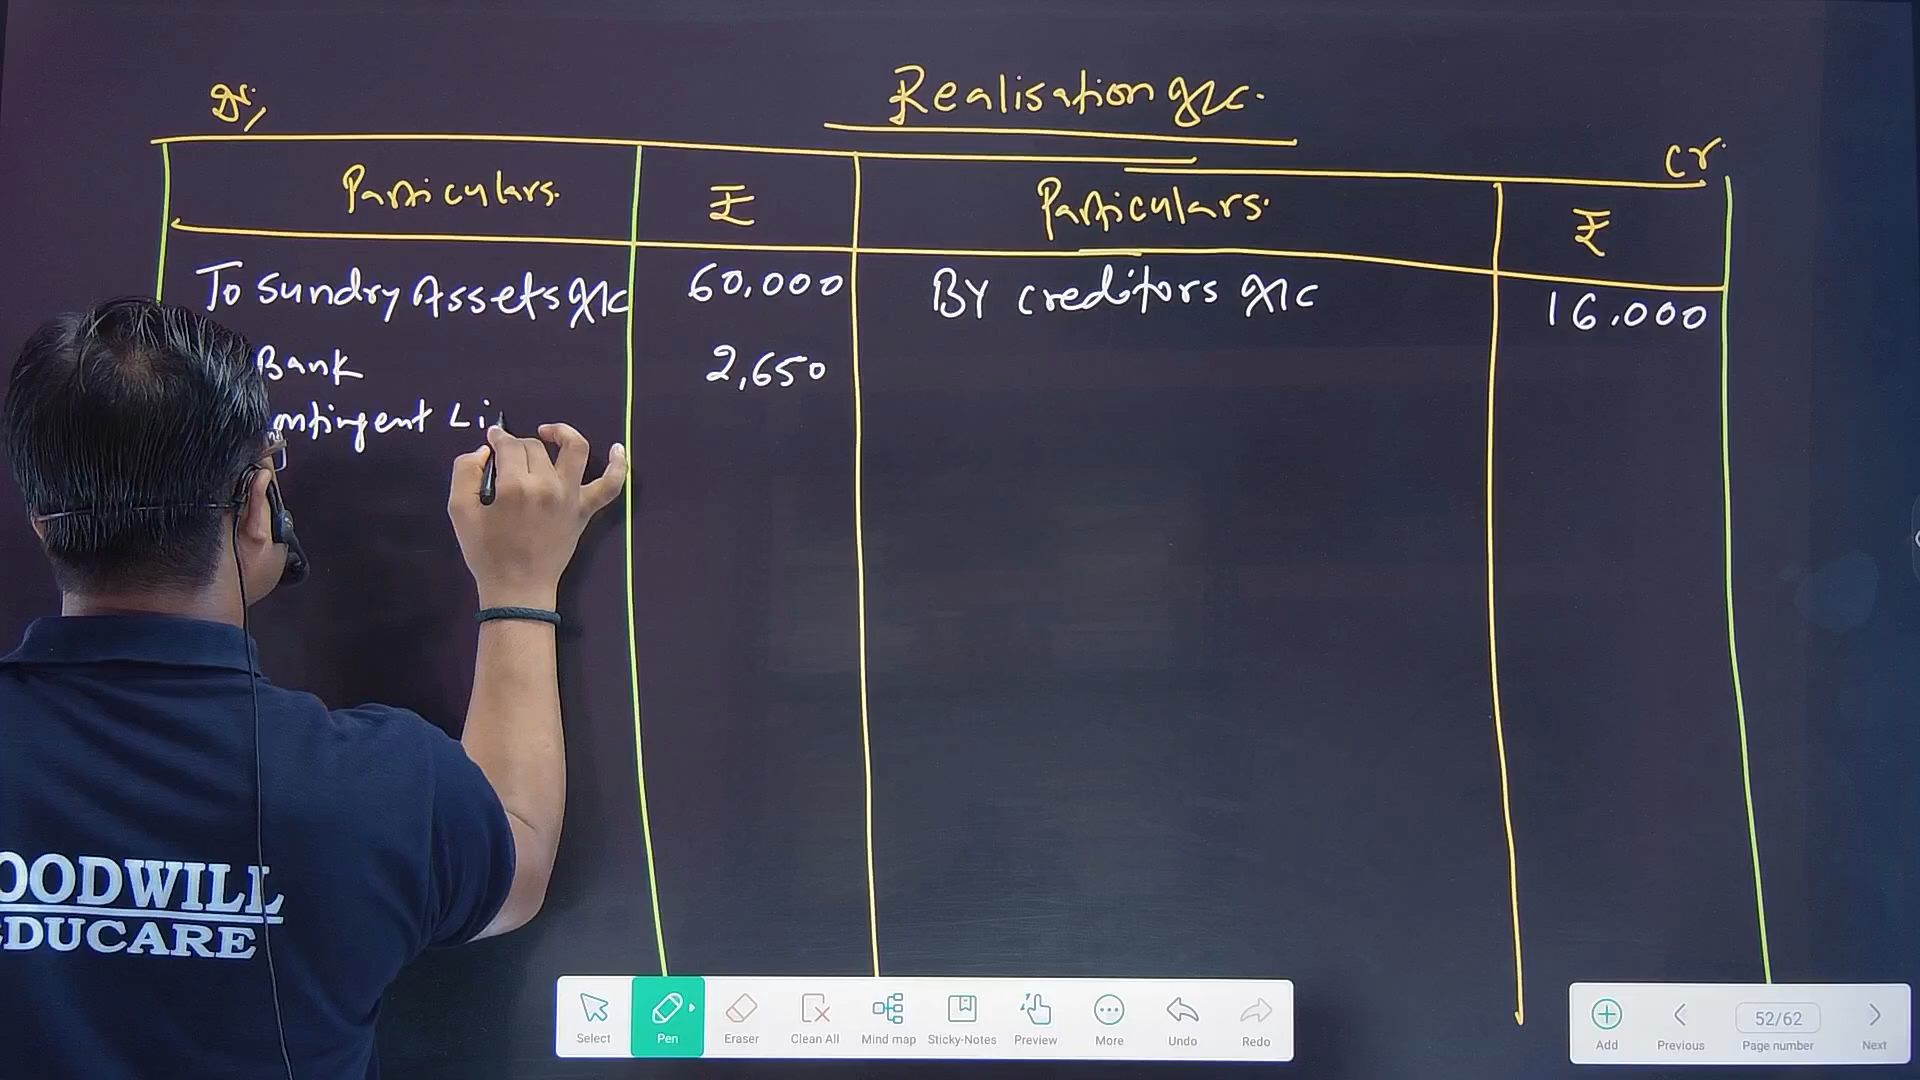 Realisation a/c.
Dr.
Cr.
Particulars.
₹
Particulars.
₹
To Sundry Assets a/c
60,000
By creditors a/c
16,000
Bank
2,650
ontingent Li
OODWILL
EDUCARE
Select
Pen
Eraser
Clean All
Mind map
Sticky-Notes
Preview
More
Undo
Redo
Add
Previous
52/62
Page number
Next